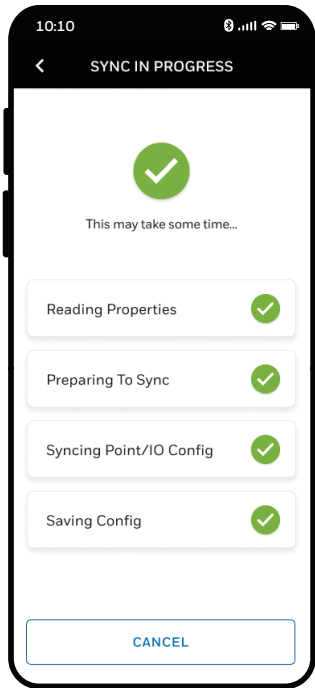 10:10
SYNC IN PROGRESS
This may take some time...
Reading Properties
Preparing To Sync
Syncing Point/IO Config
Saving Config
CANCEL